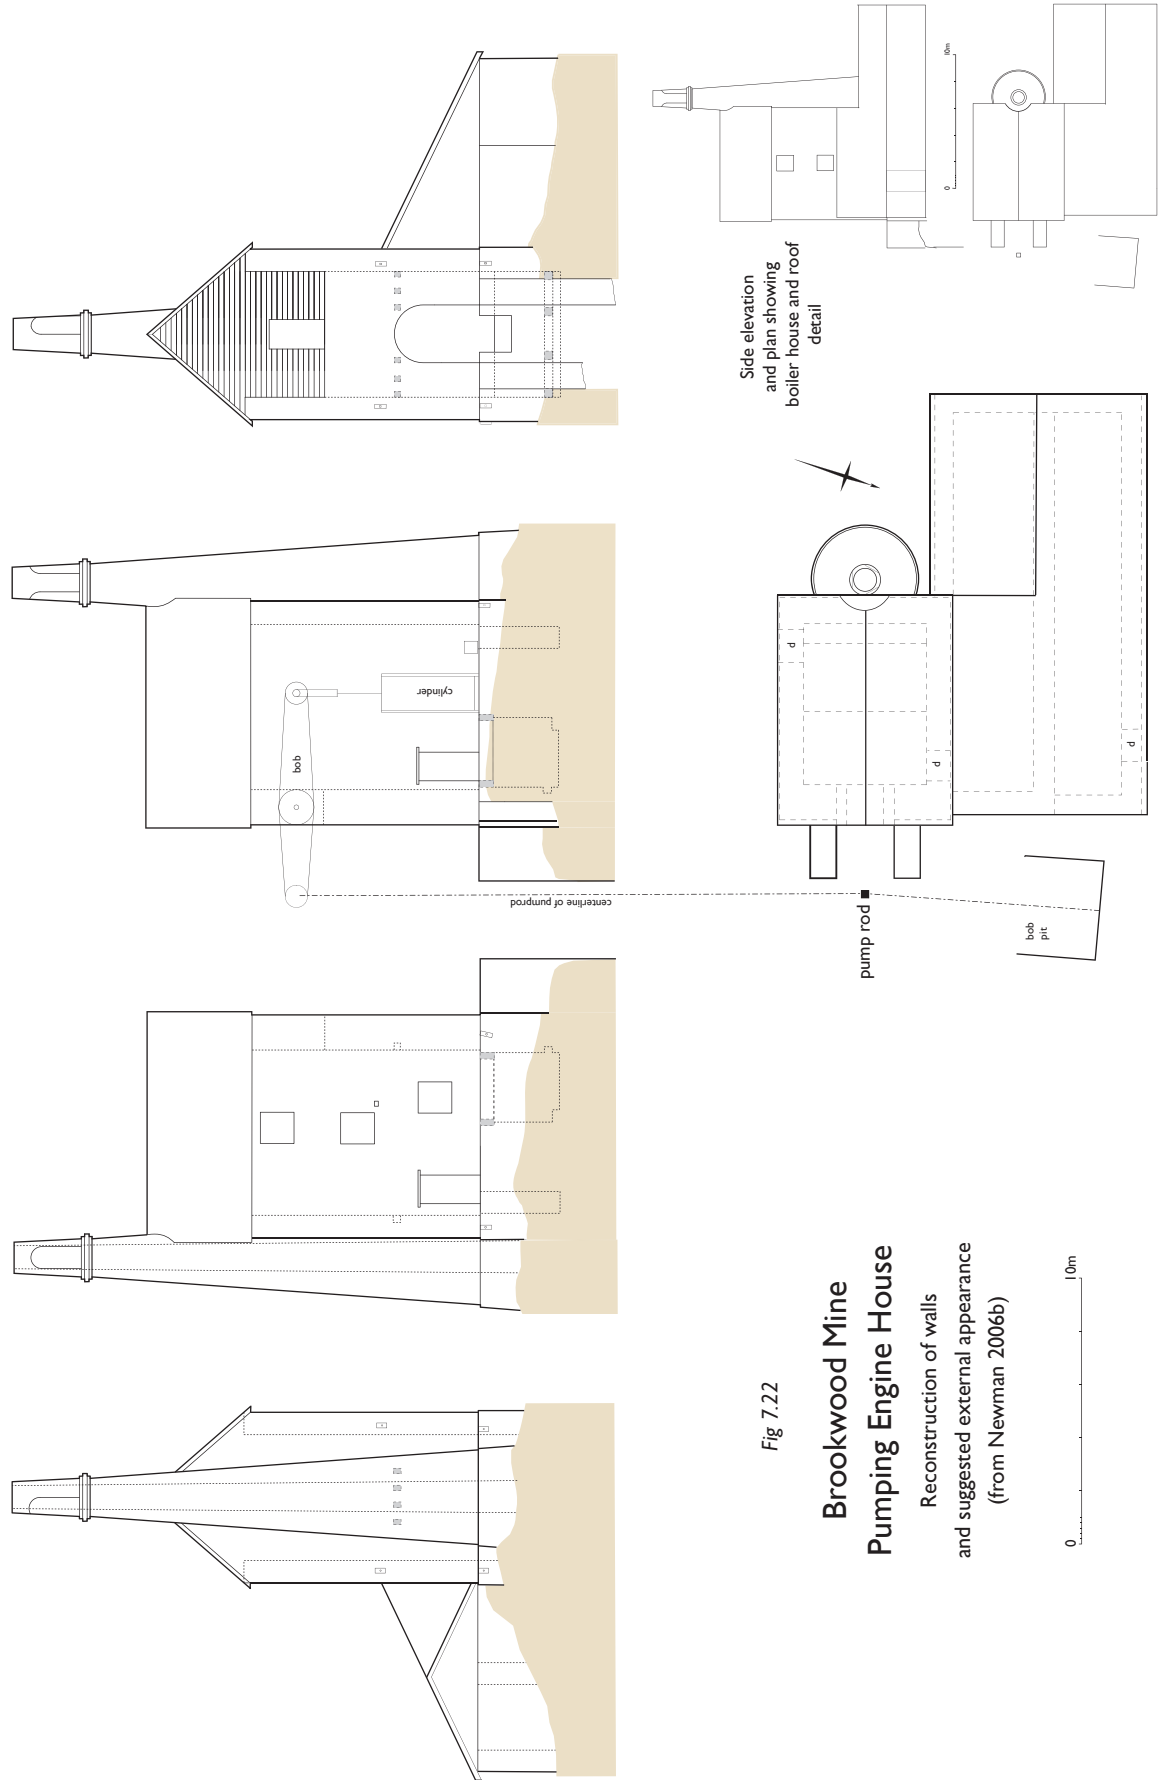 Fig 7.22
Brookwood Mine
Pumping Engine House
Reconstruction of walls
and suggested external appearance
(from Newman 2006b)
0
10m
Side elevation
and plan showing
boiler house and roof
detail
0
10m
bob
cylinder
centerline of pumprod
pump rod
bob
pit
d
d
d